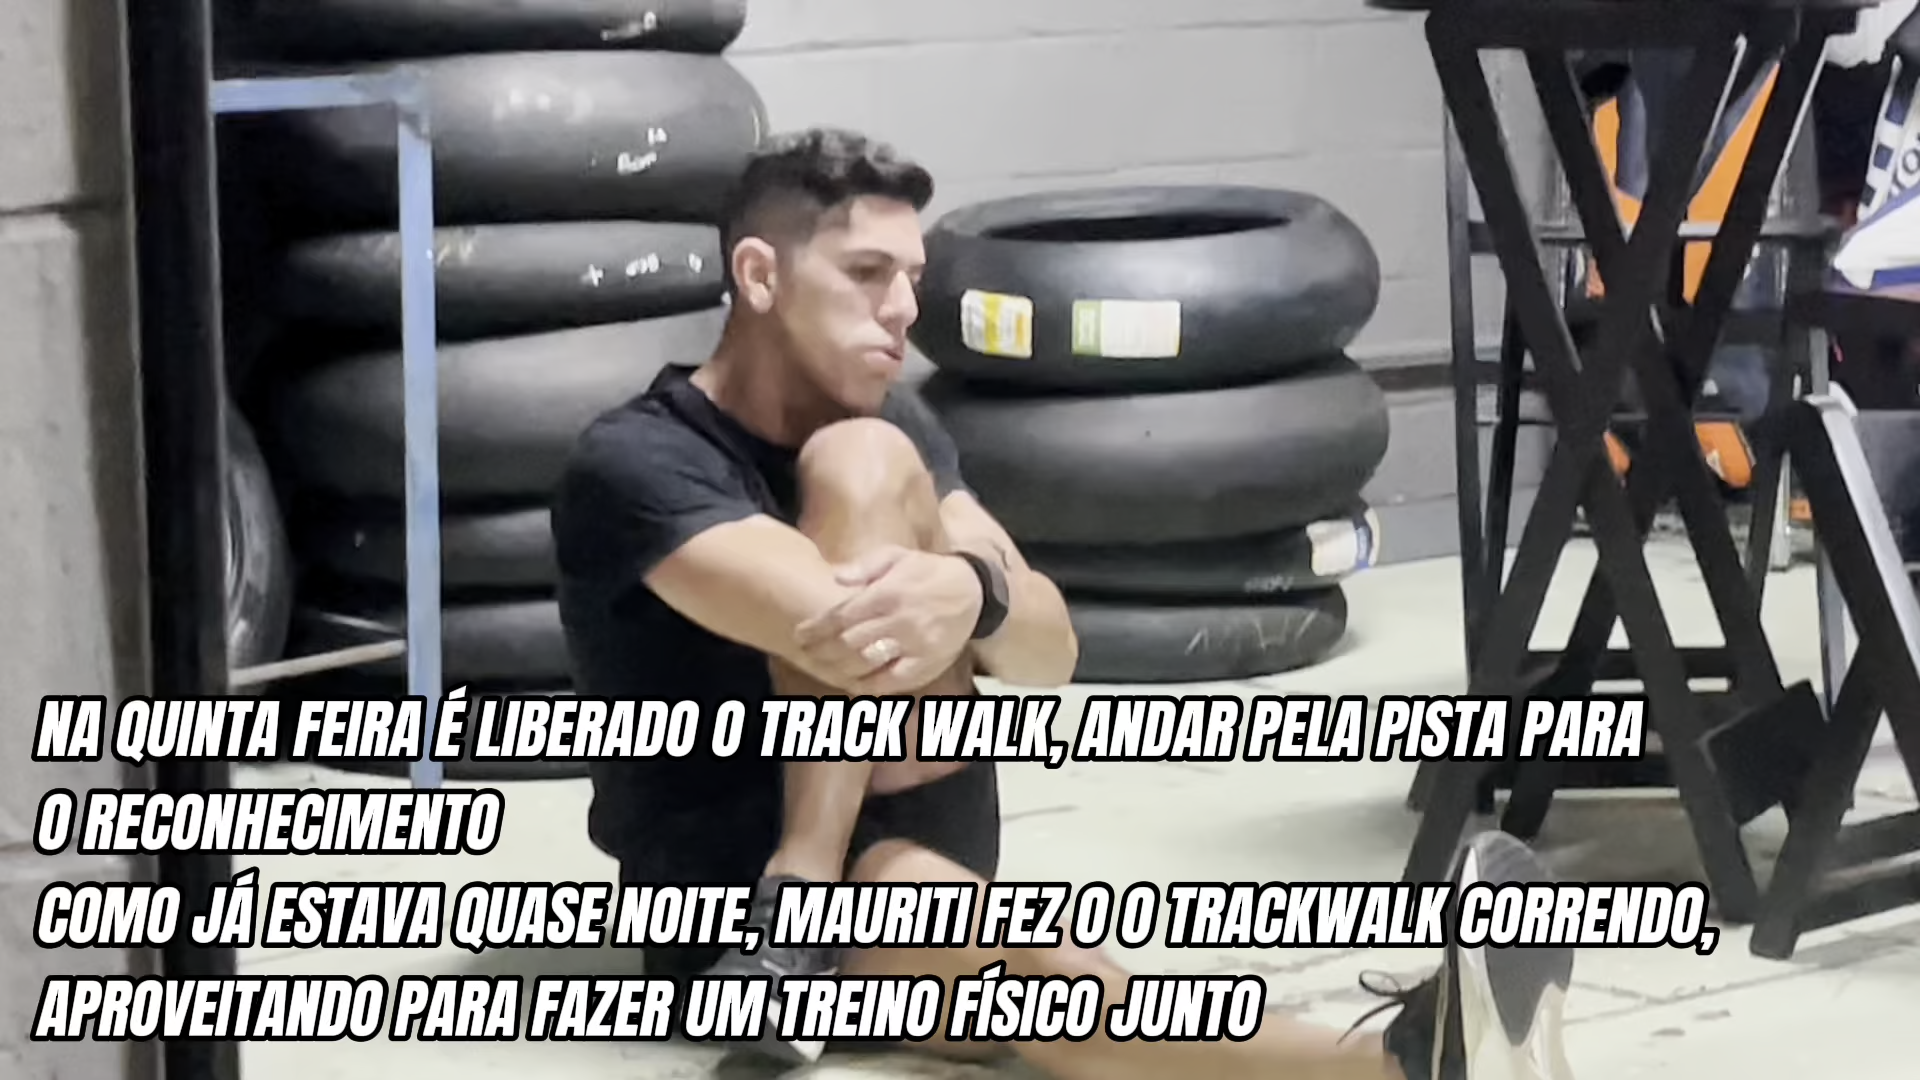 NA QUINTA FEIRA É LIBERADO O TRACK WALK, ANDAR PELA PISTA PARA
O RECONHECIMENTO
COMO JÁ ESTAVA QUASE NOITE, MAURITI FEZ O O TRACKWALK CORRENDO,
APROVEITANDO PARA FAZER UM TREINO FÍSICO JUNTO